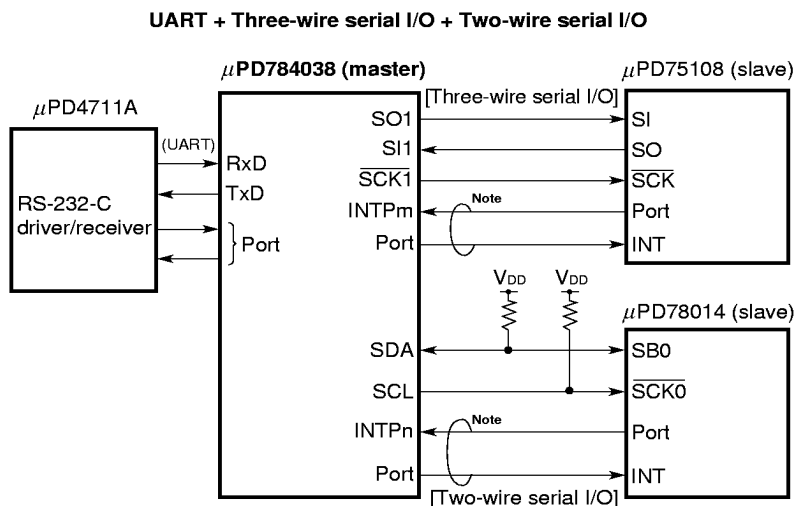 UART + Three-wire serial I/O + Two-wire serial I/O
μPD4711A
RS-232-C
driver/receiver
(UART)
μPD784038 (master)
RxD
TxD
Port
SO1
SI1
SCK1
INTPm
Port
SDA
SCL
INTPn
Port
[Three-wire serial I/O]
Note
VDD
VDD
Note
[Two-wire serial I/O]
μPD75108 (slave)
SI
SO
SCK
Port
INT
μPD78014 (slave)
SB0
SCK0
Port
INT